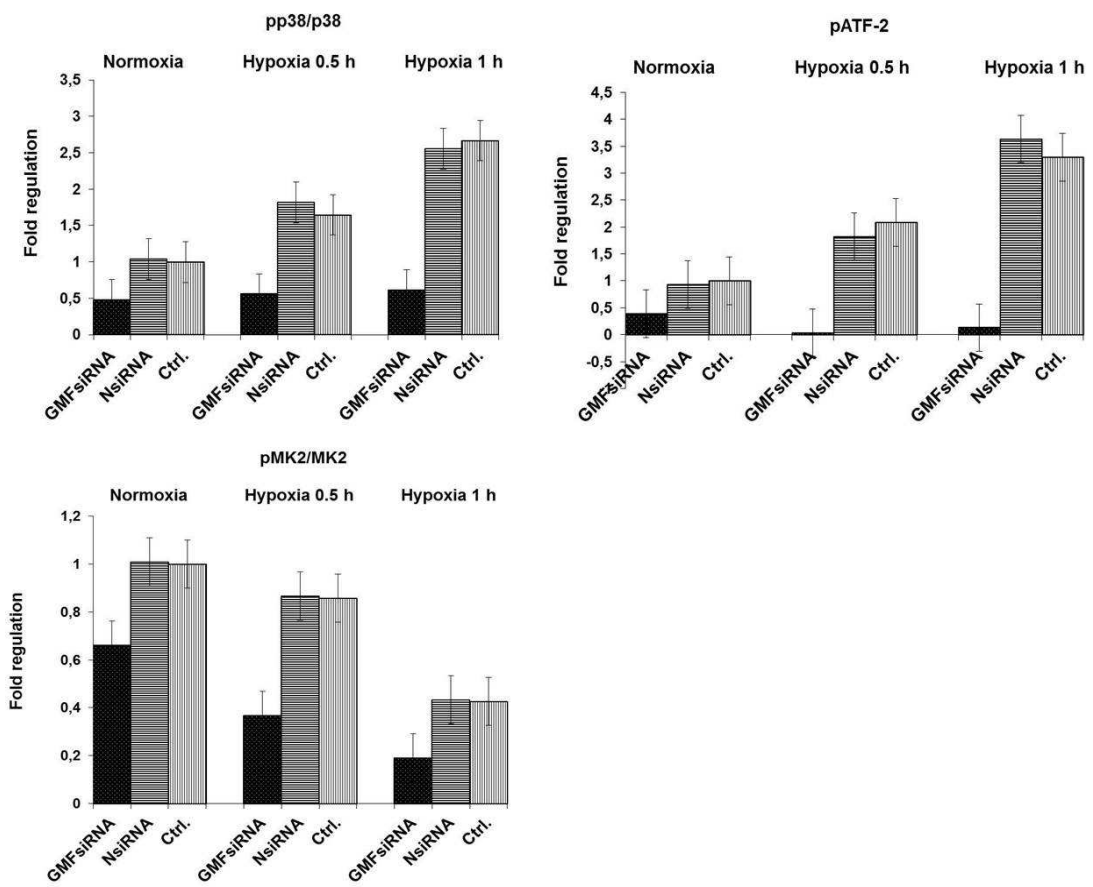 pp38/p38
Normoxia Hypoxia 0.5 h Hypoxia 1 h
Fold regulation
3,5
3
2,5
2
1,5
1
0,5
0
GMFsiRNA NsiRNA Ctrl. GMFsiRNA NsiRNA Ctrl. GMFsiRNA NsiRNA Ctrl.
pATF-2
Normoxia Hypoxia 0.5 h Hypoxia 1 h
Fold regulation
4,5
4
3,5
3
2,5
2
1,5
1
0,5
0
-0,5
GMFsiRNA NsiRNA Ctrl. GMFsiRNA NsiRNA Ctrl. GMFsiRNA NsiRNA Ctrl.
pMK2/MK2
Normoxia Hypoxia 0.5 h Hypoxia 1 h
Fold regulation
1,2
1
0,8
0,6
0,4
0,2
0
GMFsiRNA NsiRNA Ctrl. GMFsiRNA NsiRNA Ctrl. GMFsiRNA NsiRNA Ctrl.